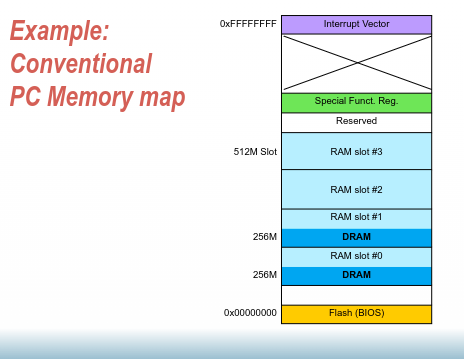 Example:
Conventional
PC Memory map
0xFFFFFFFF
Interrupt Vector
Special Funct. Reg.
Reserved
512M Slot
RAM slot #3
RAM slot #2
RAM slot #1
256M
DRAM
RAM slot #0
256M
DRAM
0x00000000
Flash (BIOS)